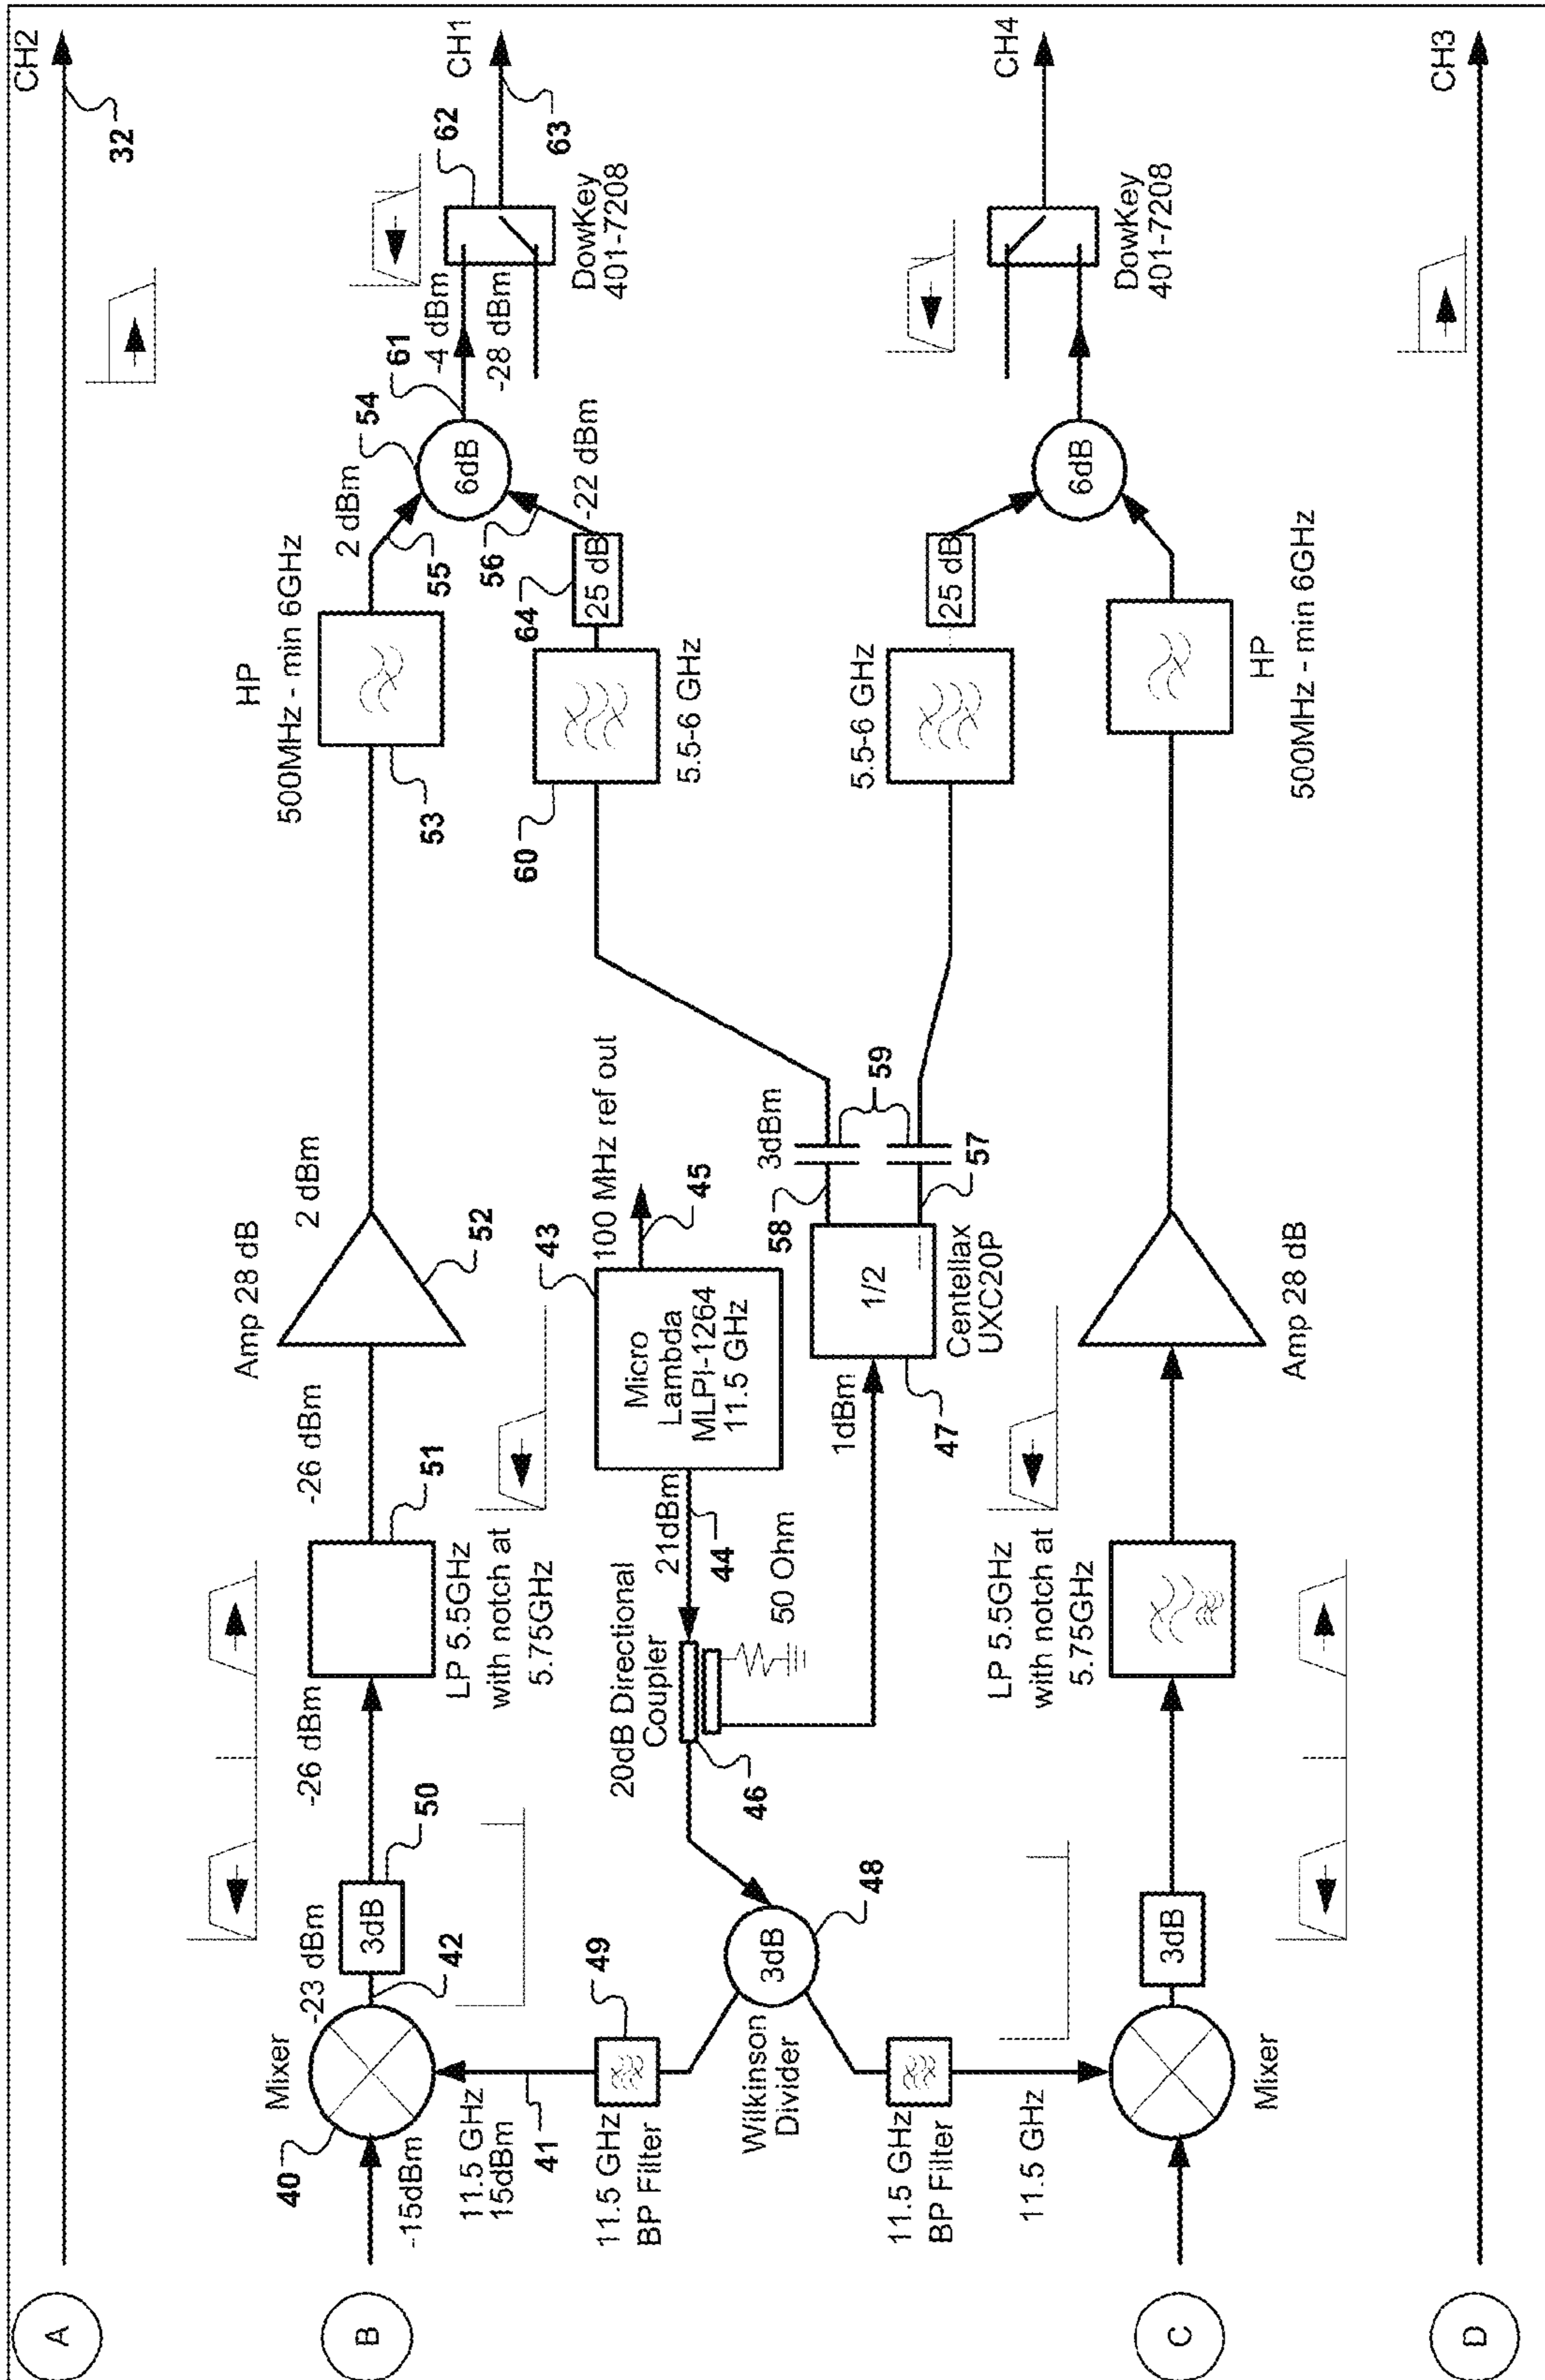 A
CH2
32
B
-15dBm
40
Mixer
-23 dBm
42
3dB
50
-26 dBm
LP 5.5GHz
with notch at
5.75GHz
51
-26 dBm
Amp 28 dB
52
2 dBm
53
HP
500MHz - min 6GHz
2 dBm
55
54
6dB
61
-4 dBm
-28 dBm
62
DowKey
401-7208
CH1
63
11.5 GHz
15dBm
41
11.5 GHz
BP Filter
49
Wilkinson
Divider
3dB
48
20dB Directional
Coupler
46
50 Ohm
21dBm
44
Micro
Lambda
MLPI-1264
11.5 GHz
43
100 MHz ref out
45
1dBm
47
1/2
Centellax
UXC20P
58
3dBm
59
57
60
5.5-6 GHz
64
25 dB
56
-22 dBm
11.5 GHz
BP Filter
11.5 GHz
5.5-6 GHz
25 dB
6dB
DowKey
401-7208
CH4
C
Mixer
3dB
LP 5.5GHz
with notch at
5.75GHz
Amp 28 dB
HP
500MHz - min 6GHz
D
CH3